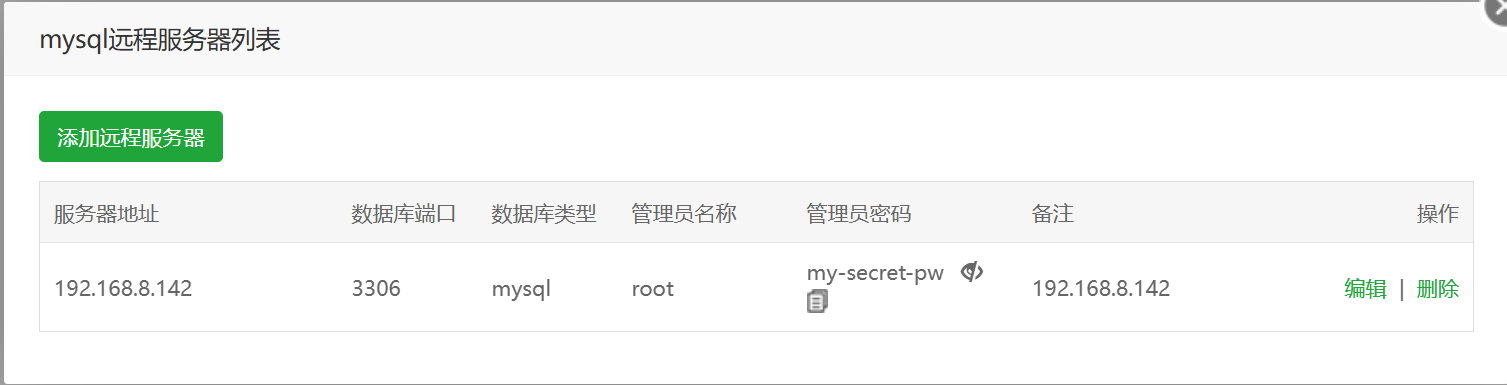 mysql远程服务器列表
添加远程服务器
服务器地址 数据库端口 数据库类型 管理员名称 管理员密码 备注 操作
192.168.8.142 3306 mysql root my-secret-pw 192.168.8.142 编辑 | 删除